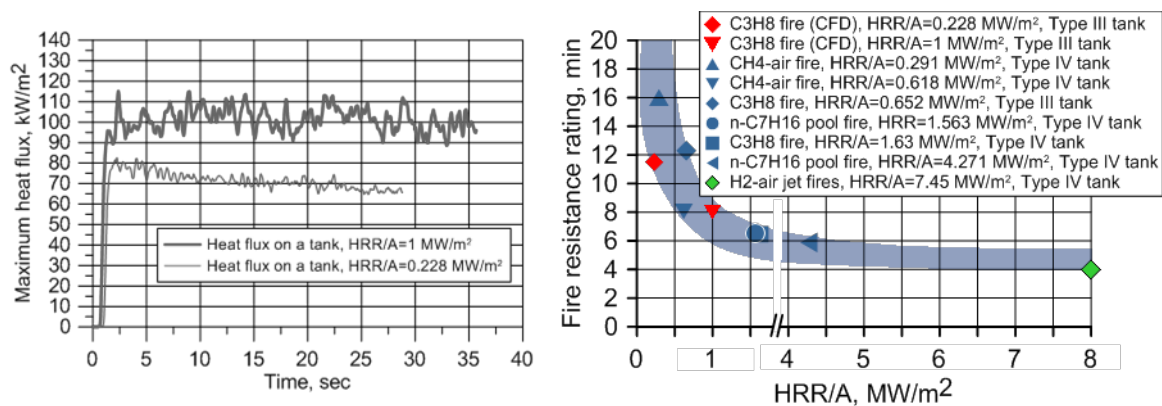 Maximum heat flux, kW/m2
140
130
120
110
100
90
80
70
60
50
40
30
20
10
0
Heat flux on a tank, HRR/A=1 MW/m²
Heat flux on a tank, HRR/A=0.228 MW/m²
0 5 10 15 20 25 30 35 40
Time, sec
Fire resistance rating, min
20
18
16
14
12
10
8
6
4
2
0
C3H8 fire (CFD), HRR/A=0.228 MW/m², Type III tank
C3H8 fire (CFD), HRR/A=1 MW/m², Type III tank
CH4-air fire, HRR/A=0.291 MW/m², Type IV tank
CH4-air fire, HRR/A=0.618 MW/m², Type IV tank
C3H8 fire, HRR/A=0.652 MW/m², Type III tank
n-C7H16 pool fire, HRR=1.563 MW/m², Type IV tank
C3H8 fire, HRR/A=1.63 MW/m², Type IV tank
n-C7H16 pool fire, HRR/A=4.271 MW/m², Type IV tank
H2-air jet fires, HRR/A=7.45 MW/m², Type IV tank
0 1 4 5 6 7 8
HRR/A, MW/m2